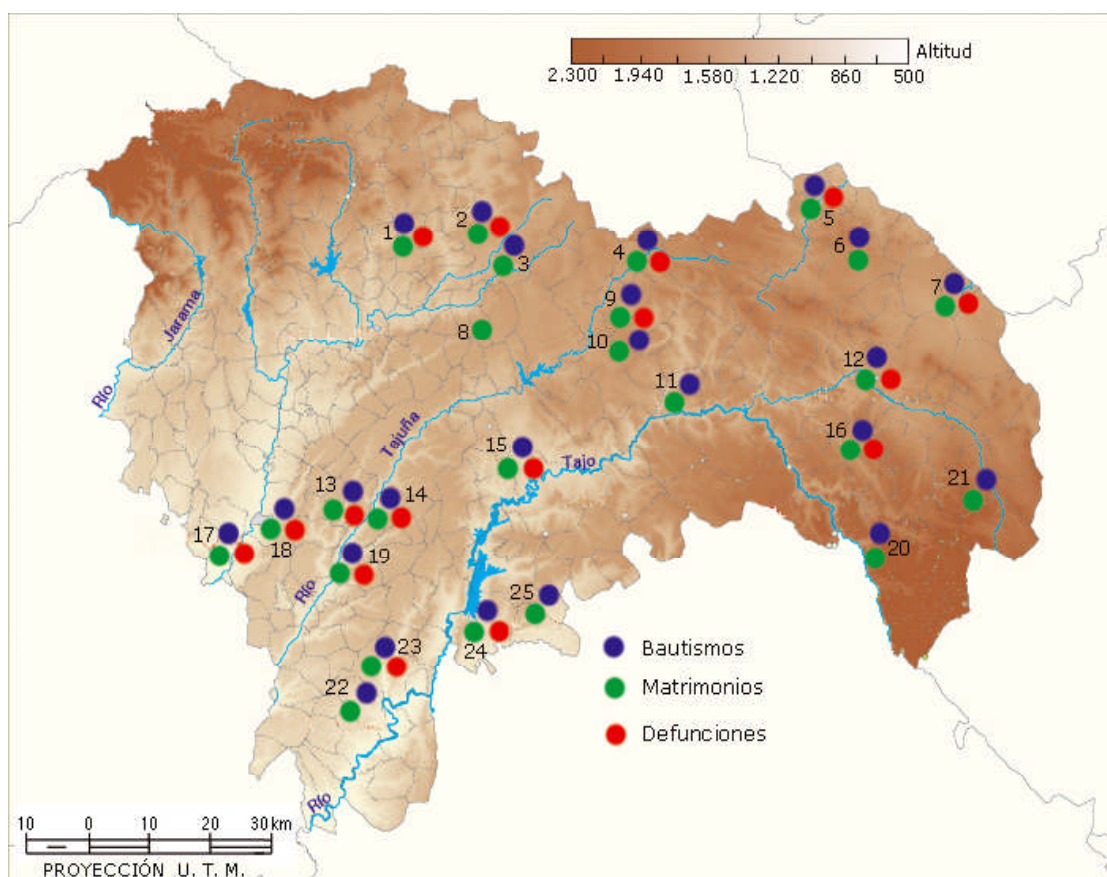 Altitud
2.300 1.940 1.580 1.220 860 500
1
2
3
4
5
6
7
8
9
10
11
12
13
14
15
16
17
18
19
20
21
22
23
24
25
Río Jarama
Río Tajuña
Río Tajo
Bautismos
Matrimonios
Defunciones
10 0 10 20 30 km
PROYECCIÓN U. T. M.